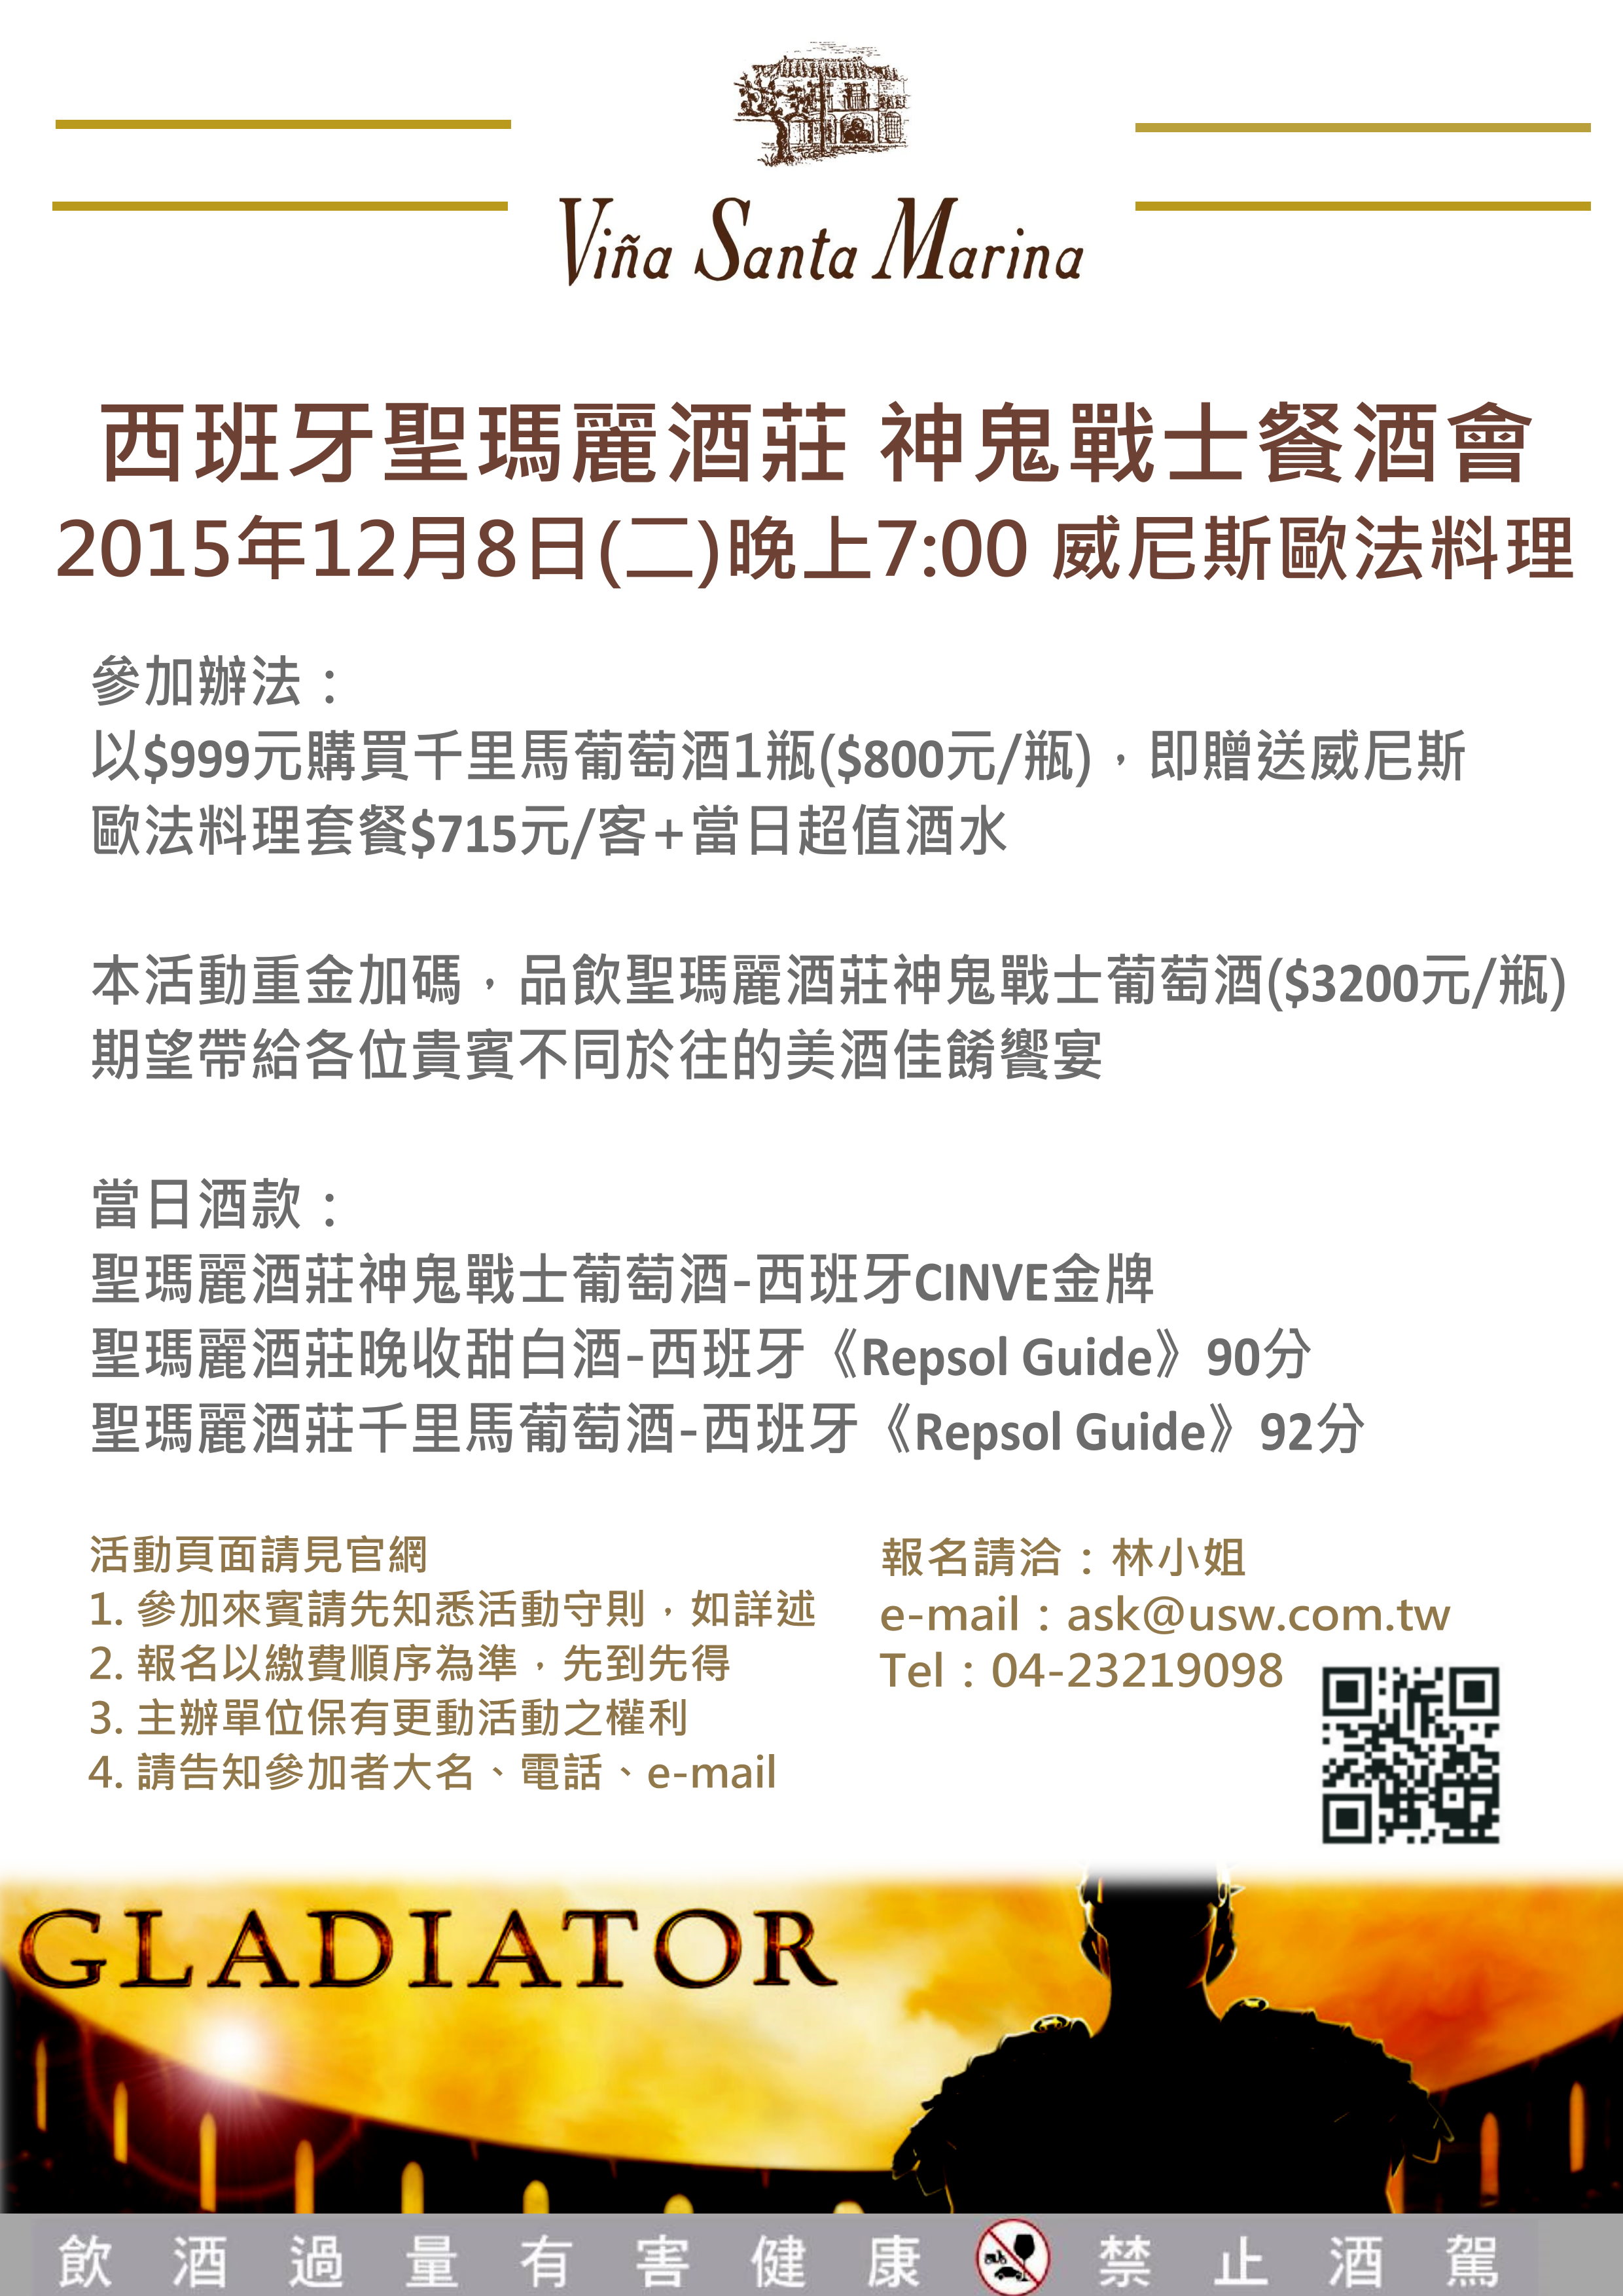 Viña Santa Marina
西班牙聖瑪麗酒莊 神鬼戰士餐酒會
2015年12月8日(二)晚上7:00 威尼斯歐法料理
參加辦法：
以$999元購買千里馬葡萄酒1瓶($800元/瓶)，即贈送威尼斯
歐法料理套餐$715元/客+當日超值酒水
本活動重金加碼，品飲聖瑪麗酒莊神鬼戰士葡萄酒($3200元/瓶)
期望帶給各位貴賓不同於往的美酒佳餚饗宴
當日酒款：
聖瑪麗酒莊神鬼戰士葡萄酒-西班牙CINVE金牌
聖瑪麗酒莊晚收甜白酒-西班牙《Repsol Guide》90分
聖瑪麗酒莊千里馬葡萄酒-西班牙《Repsol Guide》92分
活動頁面請見官網
1. 參加來賓請先知悉活動守則，如詳述
2. 報名以繳費順序為準，先到先得
3. 主辦單位保有更動活動之權利
4. 請告知參加者大名、電話、e-mail
報名請洽：林小姐
e-mail：ask@usw.com.tw
Tel：04-23219098
GLADIATOR
飲酒過量有害健康 禁止酒駕